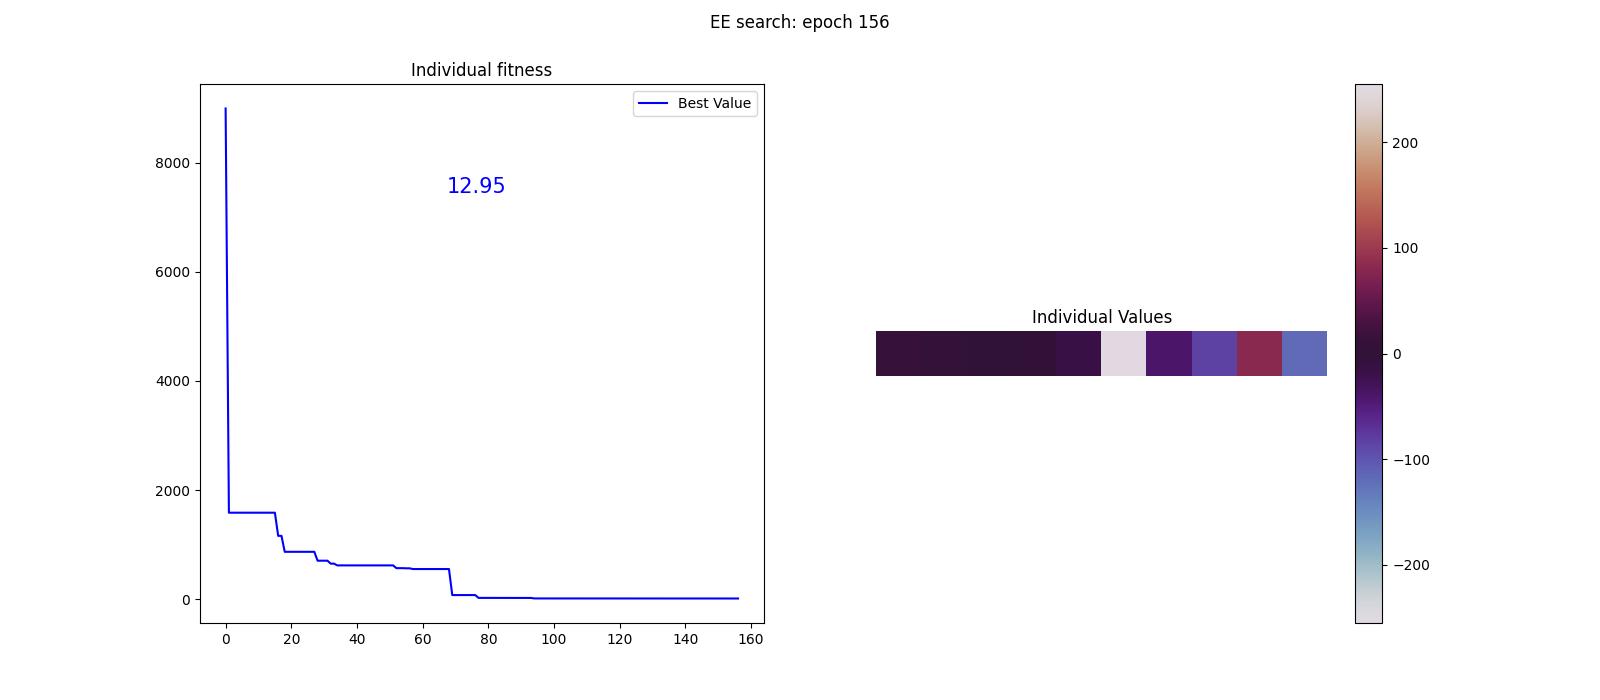 EE search: epoch 156
Individual fitness
Best Value
12.95
8000
6000
4000
2000
0
0 20 40 60 80 100 120 140 160
Individual Values
200
100
0
−100
−200